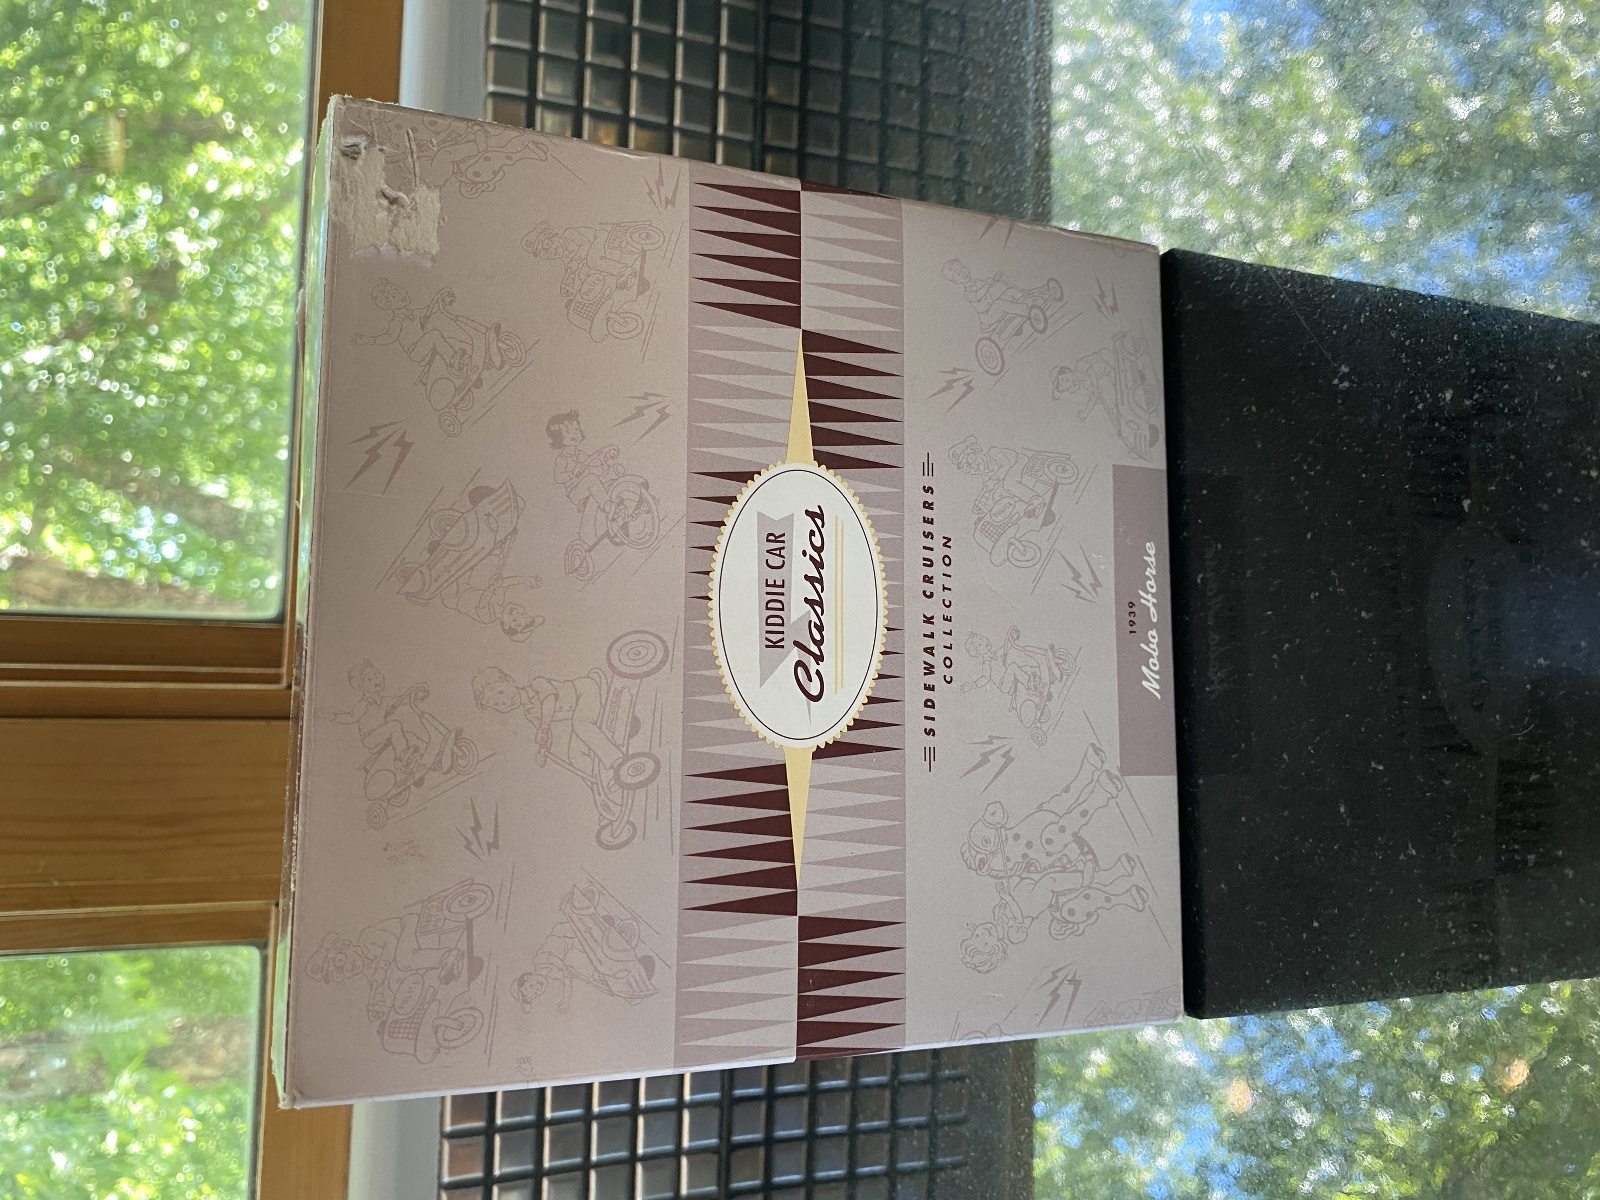 KIDDIE CAR
Classics
SIDEWALK CRUISERS
COLLECTION
1939
Mobo Horse